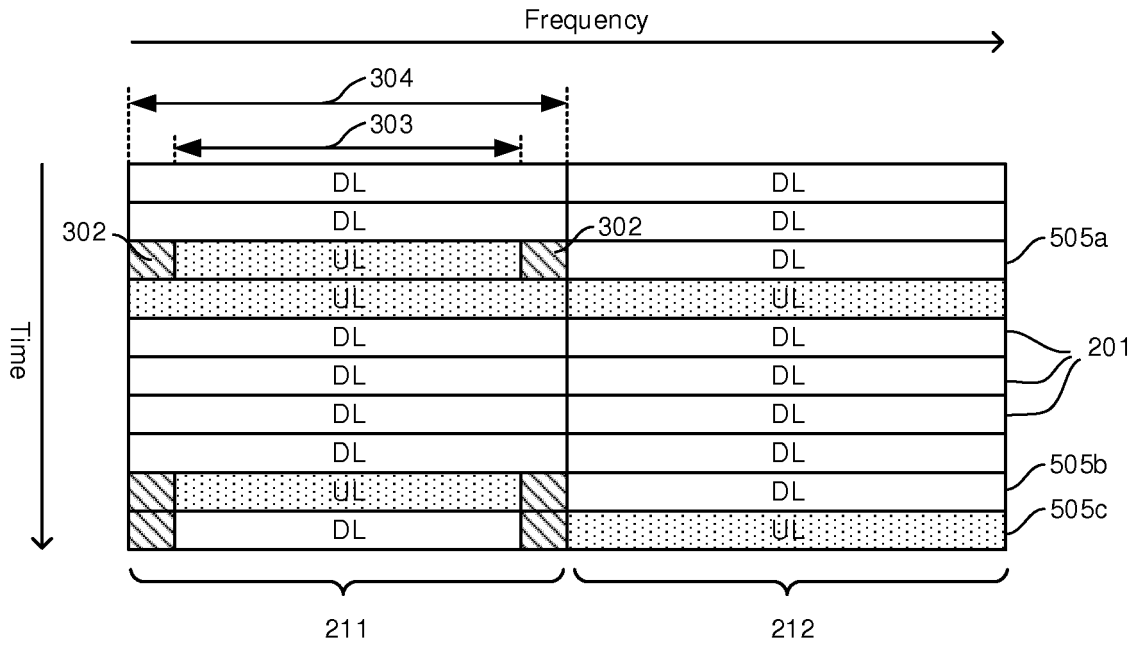 Frequency
304
303
DL DL
DL DL
302 302
UL DL 505a
UL UL
Time
DL DL
201
DL DL
DL DL
DL DL
505b
UL DL
505c
DL UL
211 212